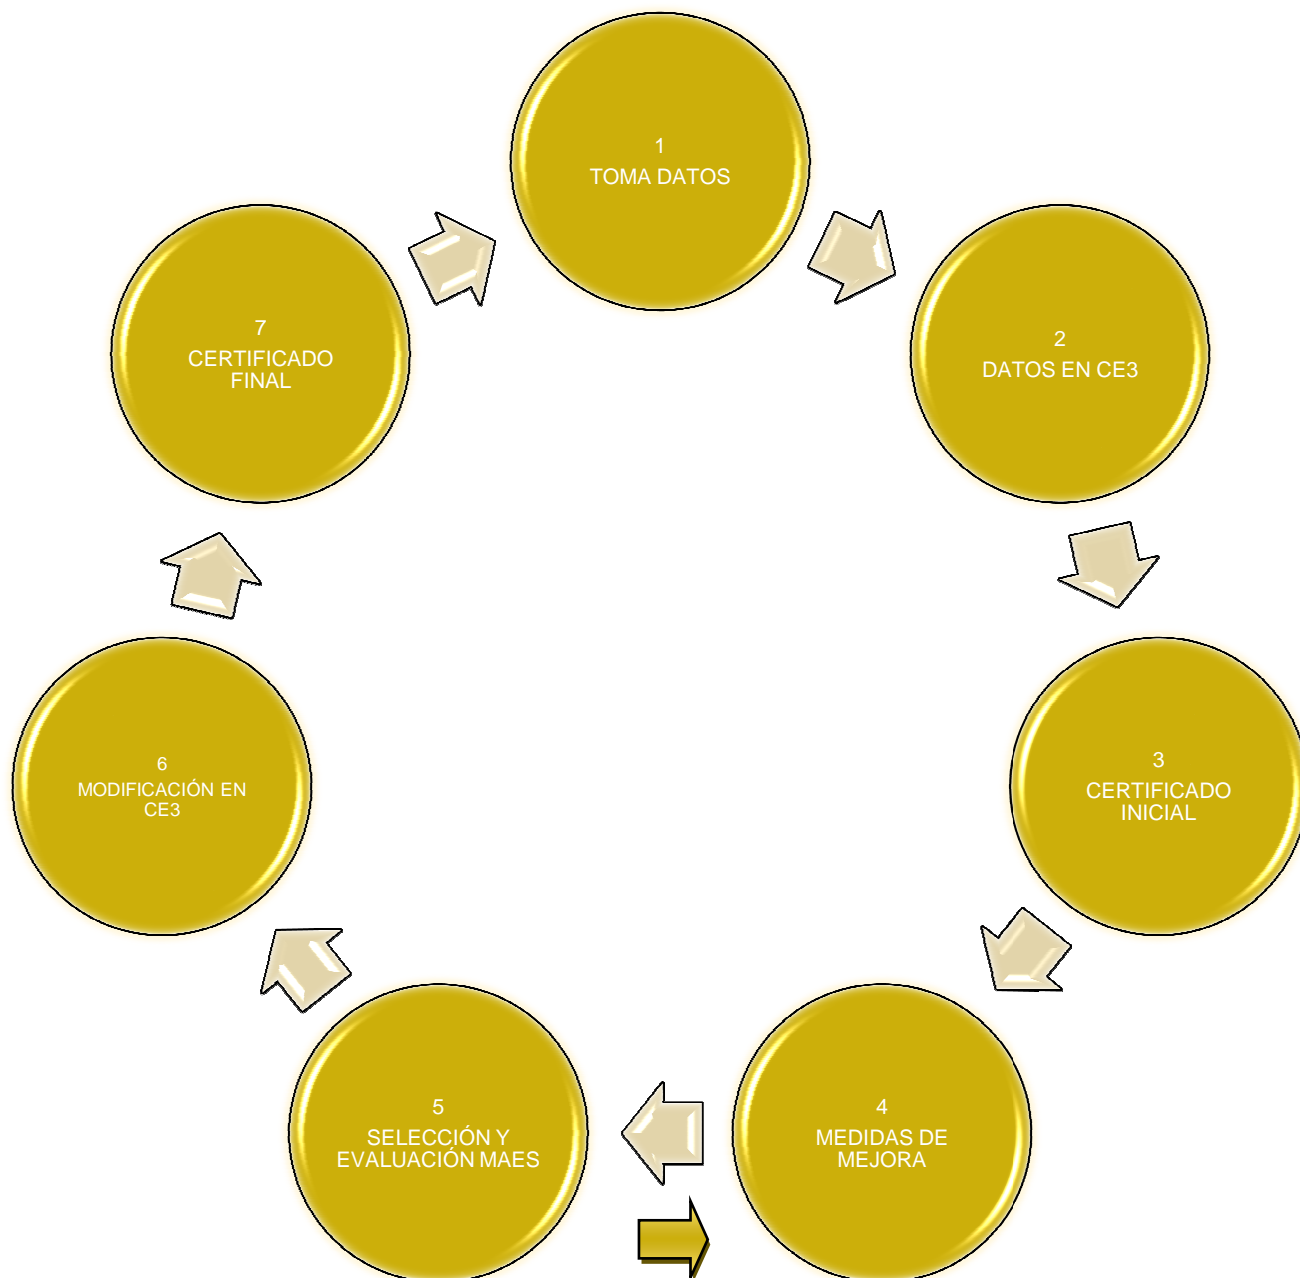 1
TOMA DATOS
2
DATOS EN CE3
3
CERTIFICADO
INICIAL
4
MEDIDAS DE
MEJORA
5
SELECCIÓN Y
EVALUACIÓN MAES
6
MODIFICACIÓN EN
CE3
7
CERTIFICADO
FINAL